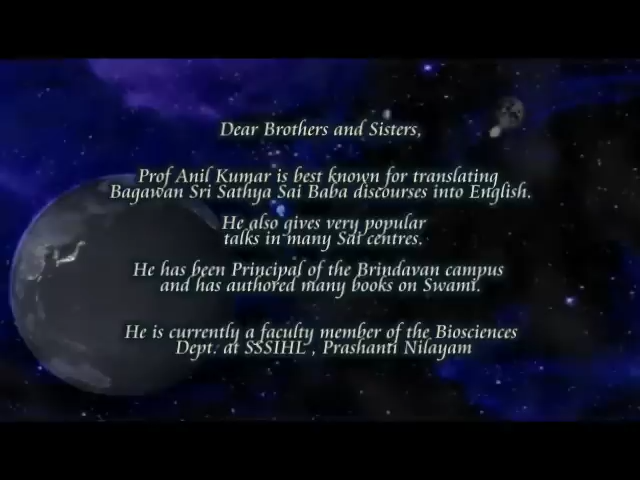 Dear Brothers and Sisters,
Prof Anil Kumar is best known for translating
Bagawan Sri Sathya Sai Baba discourses into English.
He also gives very popular
talks in many Sai centres.
He has been Principal of the Brindavan campus
and has authored many books on Swami.
He is currently a faculty member of the Biosciences
Dept. at SSSIHL , Prashanti Nilayam